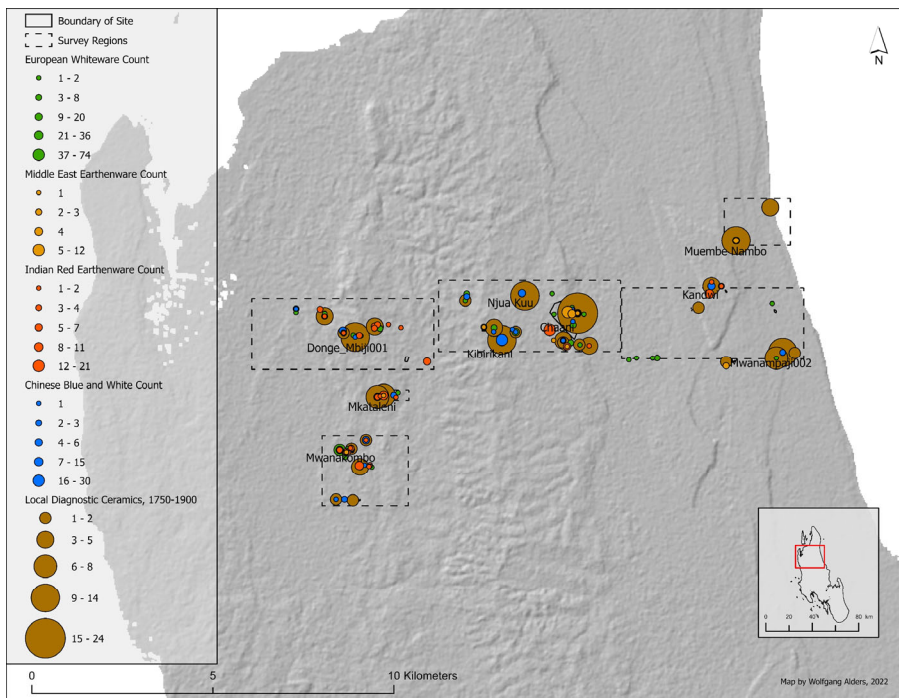 Boundary of Site
Survey Regions
European Whiteware Count
1 - 2
3 - 8
9 - 20
21 - 36
37 - 74
Middle East Earthenware Count
1
2 - 3
4
5 - 12
Indian Red Earthenware Count
1 - 2
3 - 4
5 - 7
8 - 11
12 - 21
Chinese Blue and White Count
1
2 - 3
4 - 6
7 - 15
16 - 30
Local Diagnostic Ceramics, 1750-1900
1 - 2
3 - 5
6 - 8
9 - 14
15 - 24
N
Muembe Nambo
Kandwi
Njua Kuu
Chaani
Donge_Mbiji001
Kibirikani
Mwanampaji002
Mkataleni
Mwanakombo
0 40 80 km
0 5 10 Kilometers
Map by Wolfgang Alders, 2022